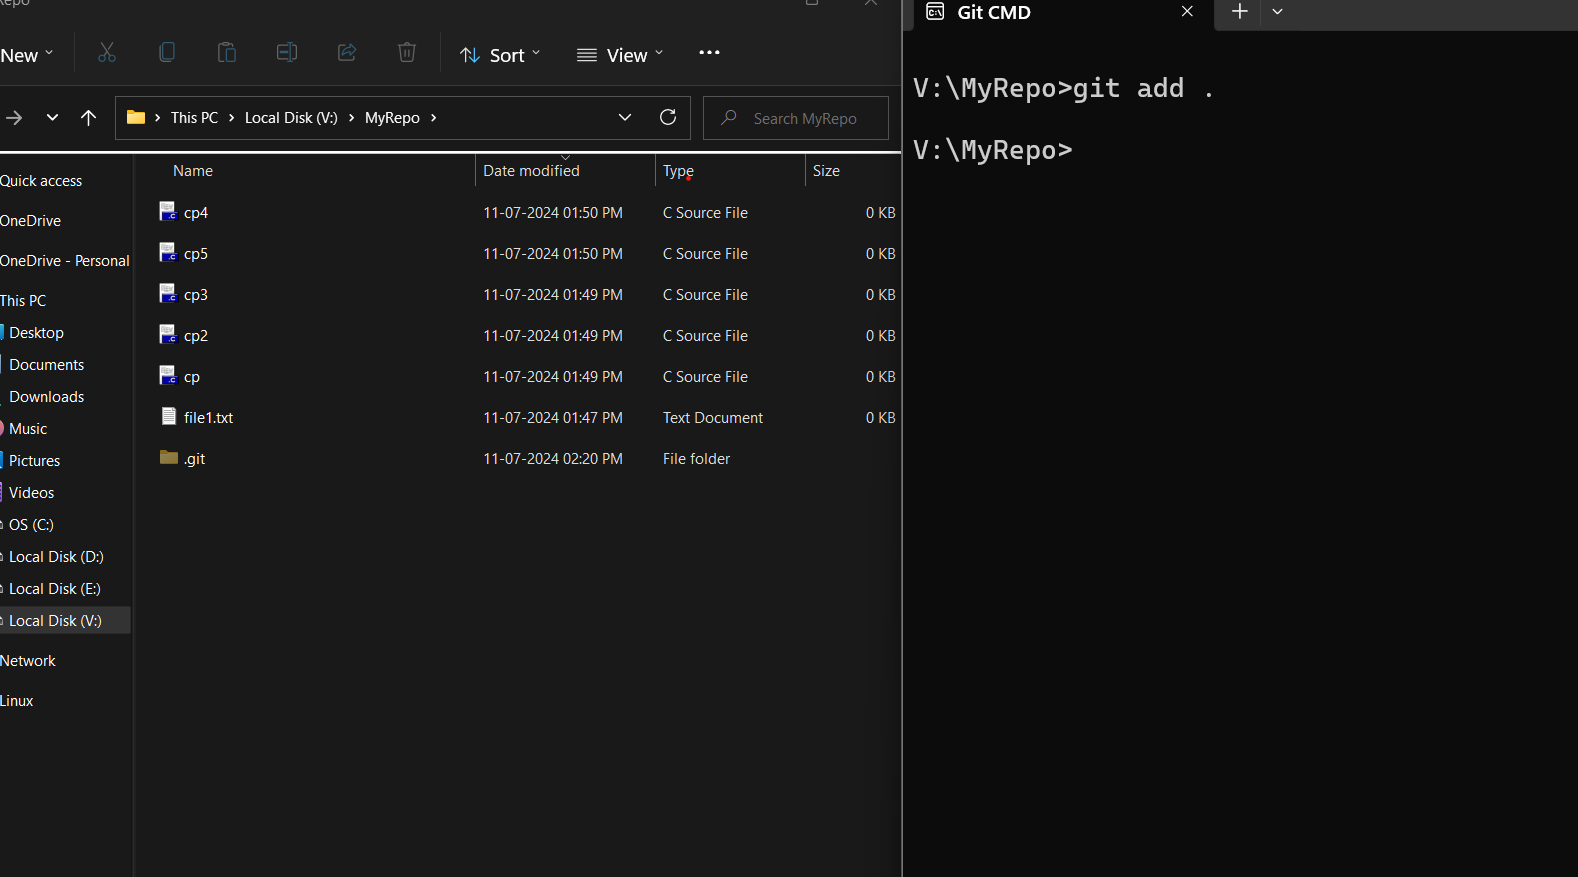 epo
New
Sort
View
This PC
Local Disk (V:)
MyRepo
Search MyRepo
Name
Date modified
Type
Size
Quick access
OneDrive
OneDrive - Personal
This PC
Desktop
Documents
Downloads
Music
Pictures
Videos
OS (C:)
Local Disk (D:)
Local Disk (E:)
Local Disk (V:)
Network
Linux
cp4 11-07-2024 01:50 PM C Source File 0 KB
cp5 11-07-2024 01:50 PM C Source File 0 KB
cp3 11-07-2024 01:49 PM C Source File 0 KB
cp2 11-07-2024 01:49 PM C Source File 0 KB
cp 11-07-2024 01:49 PM C Source File 0 KB
file1.txt 11-07-2024 01:47 PM Text Document 0 KB
.git 11-07-2024 02:20 PM File folder
Git CMD
V:\MyRepo>git add .
V:\MyRepo>